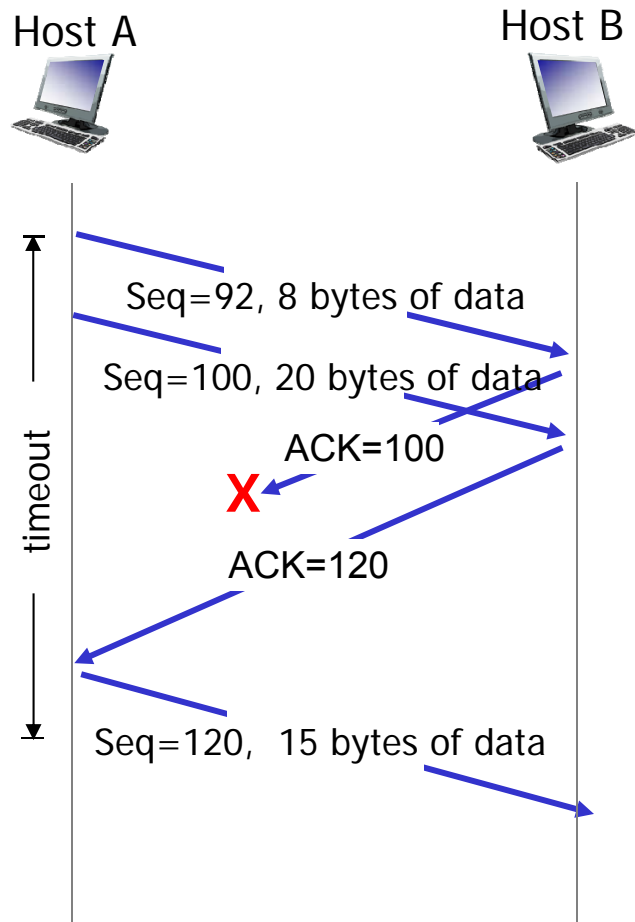 Host A
Host B
Seq=92, 8 bytes of data
Seq=100, 20 bytes of data
ACK=100
X
timeout
ACK=120
Seq=120, 15 bytes of data